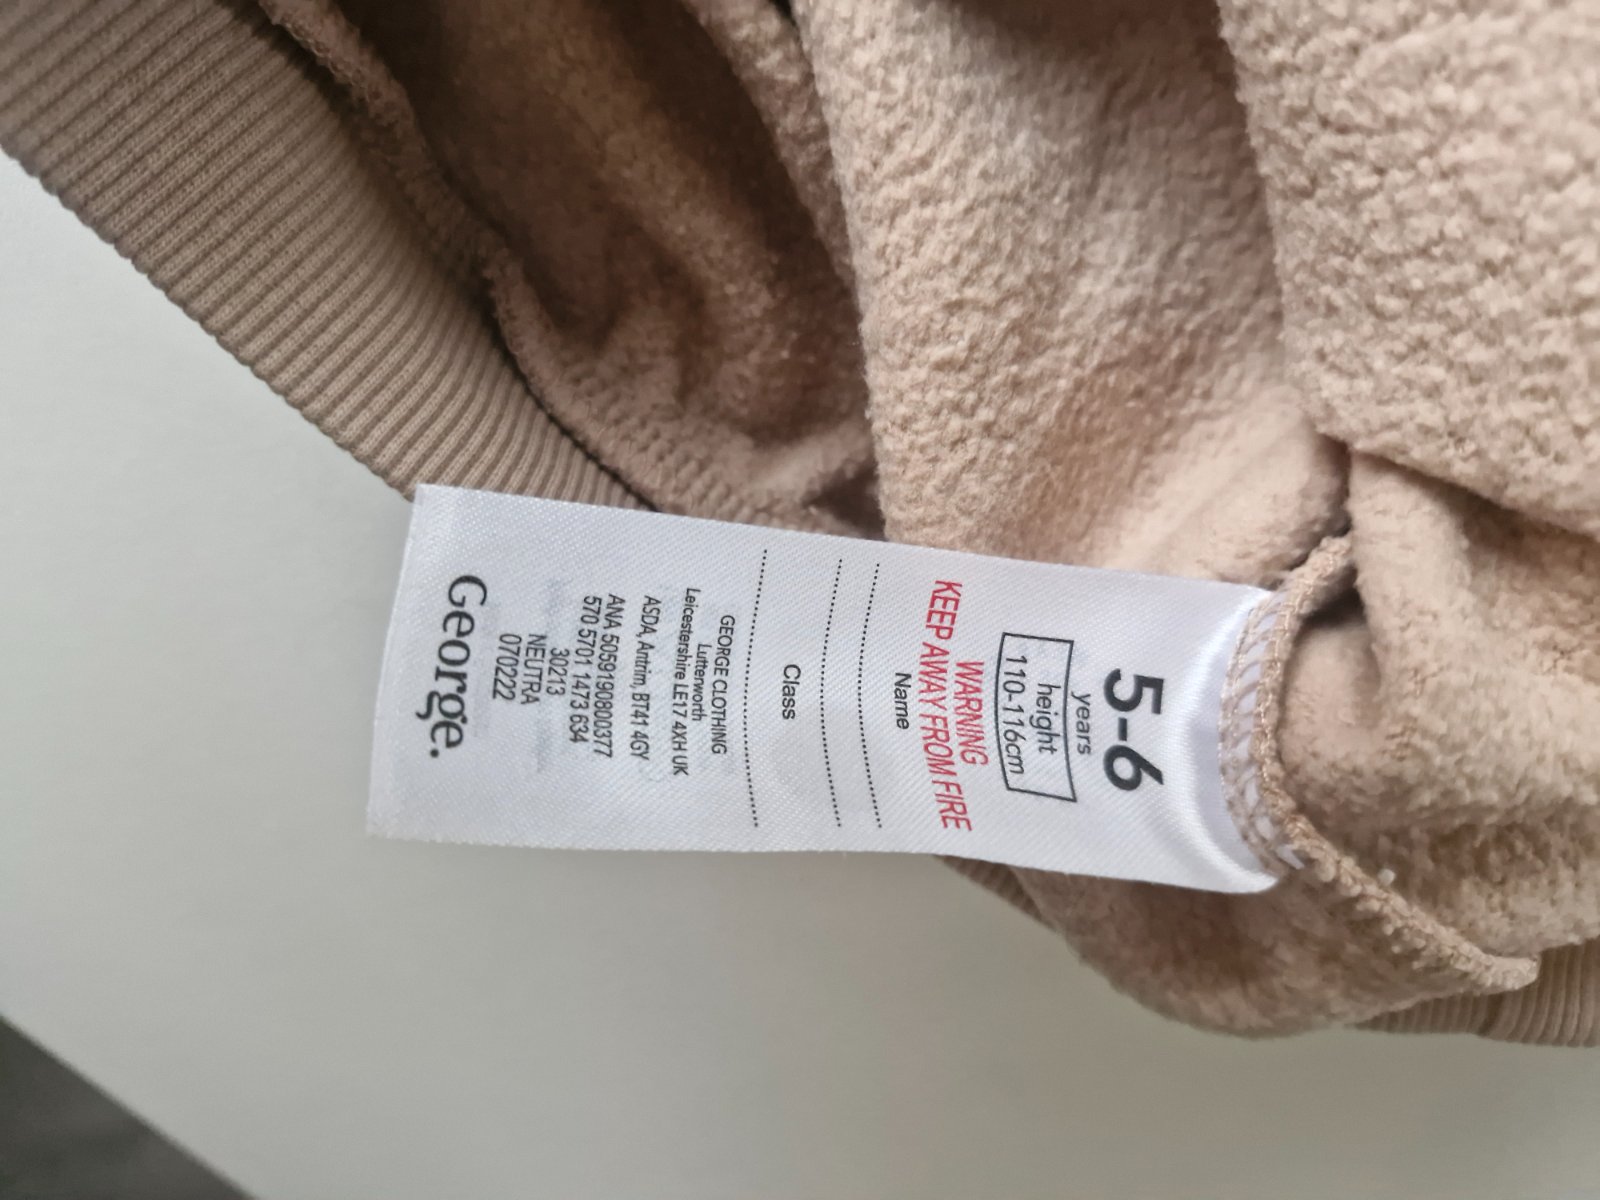 5-6
years
height
110-116cm
WARNING
KEEP AWAY FROM FIRE
Name
Class
GEORGE CLOTHING
Lutterworth
Leicestershire LE17 4XH UK
ASDA, Antrim, BT41 4GY
ANA 5059190800377
570 5701 1473 634
30213
NEUTRA
070222
George.